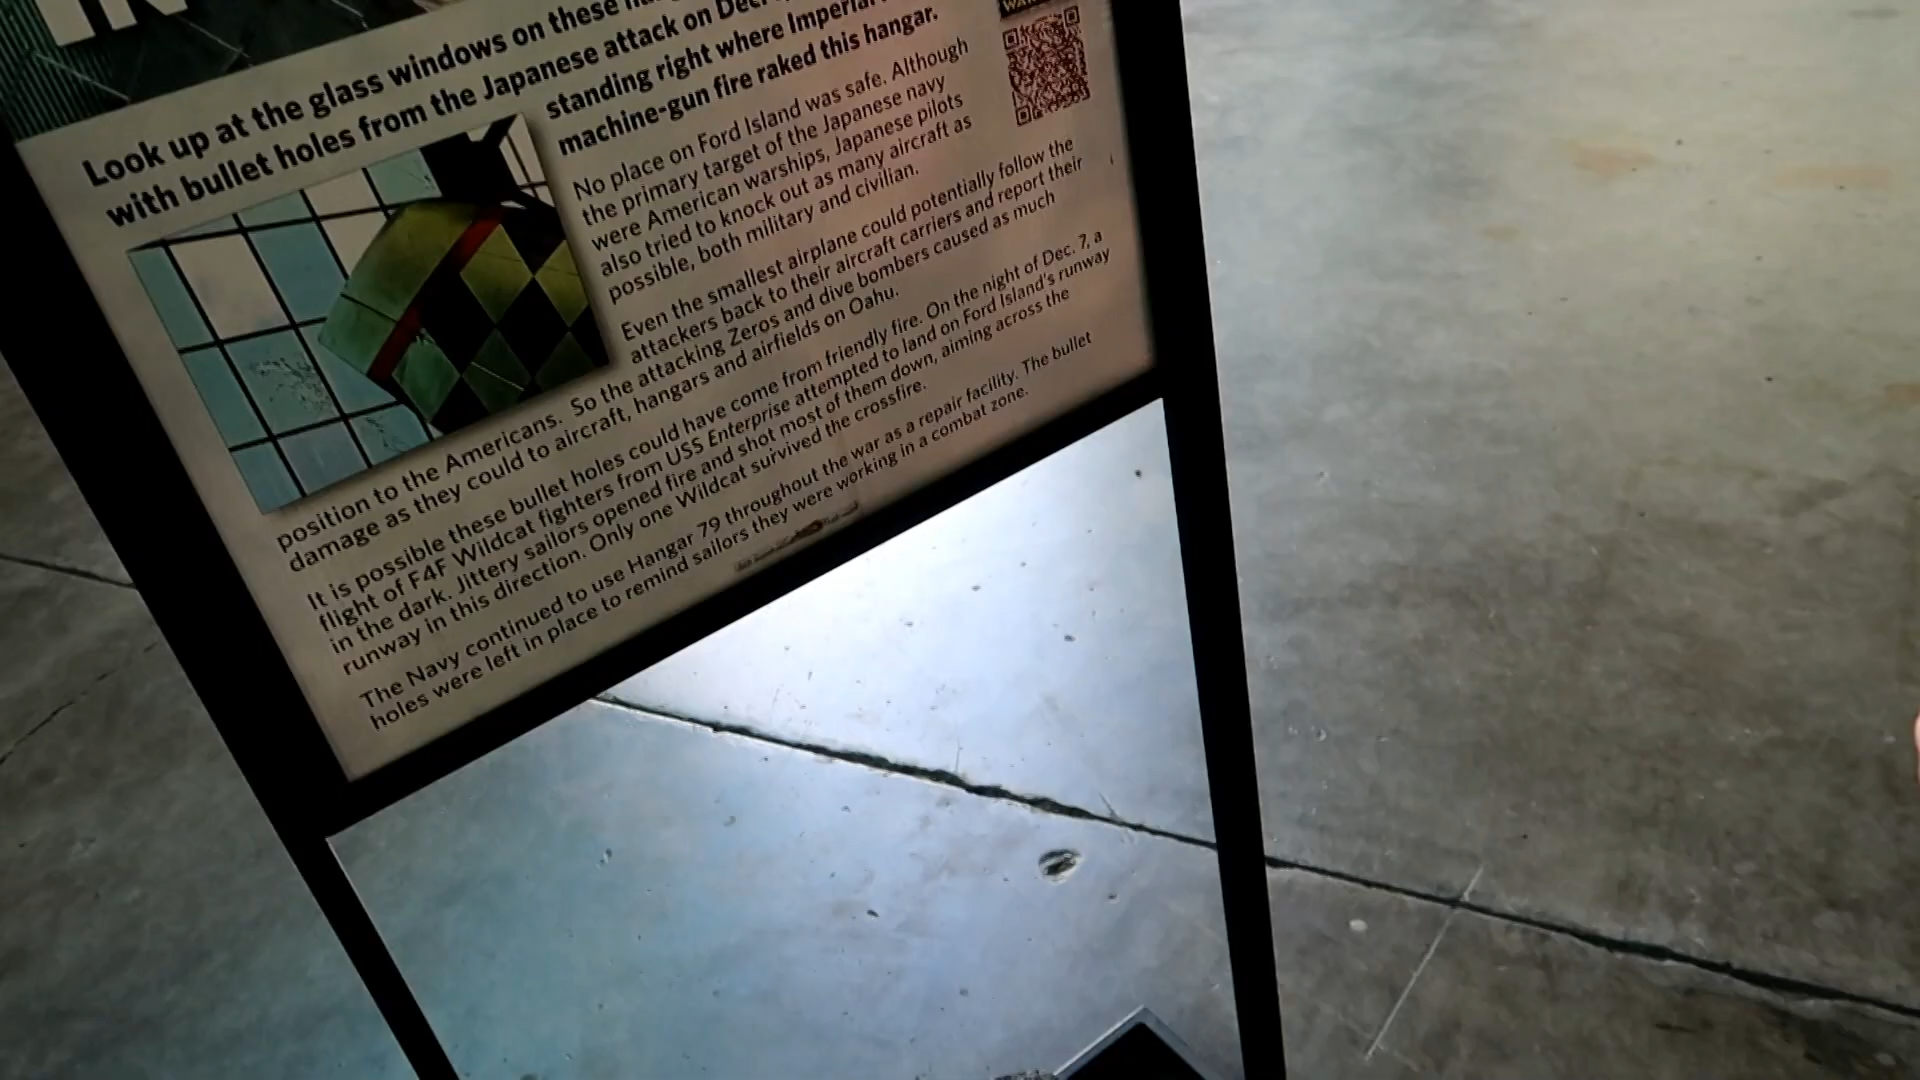 IN
Look up at the glass windows on these
with bullet holes from the Japanese attack on
standing right where Imperial
machine-gun fire raked this hangar.
No place on Ford Island was safe. Although
the primary target of the Japanese navy
were American warships, Japanese pilots
also tried to knock out as many aircraft as
possible, both military and civilian.
Even the smallest airplane could potentially follow the
attackers back to their aircraft carriers and report their
position to the Americans. So the attacking Zeros and dive bombers caused as much
damage as they could to aircraft, hangars and airfields on Oahu.
It is possible these bullet holes could have come from friendly fire. On the night of Dec. 7, a
flight of F4F Wildcat fighters from USS Enterprise attempted to land on Ford Island's runway
in the dark. Jittery sailors opened fire and shot most of them down, aiming across the
runway in this direction. Only one Wildcat survived the crossfire.
The Navy continued to use Hangar 79 throughout the war as a repair facility. The bullet
holes were left in place to remind sailors they were working in a combat zone.